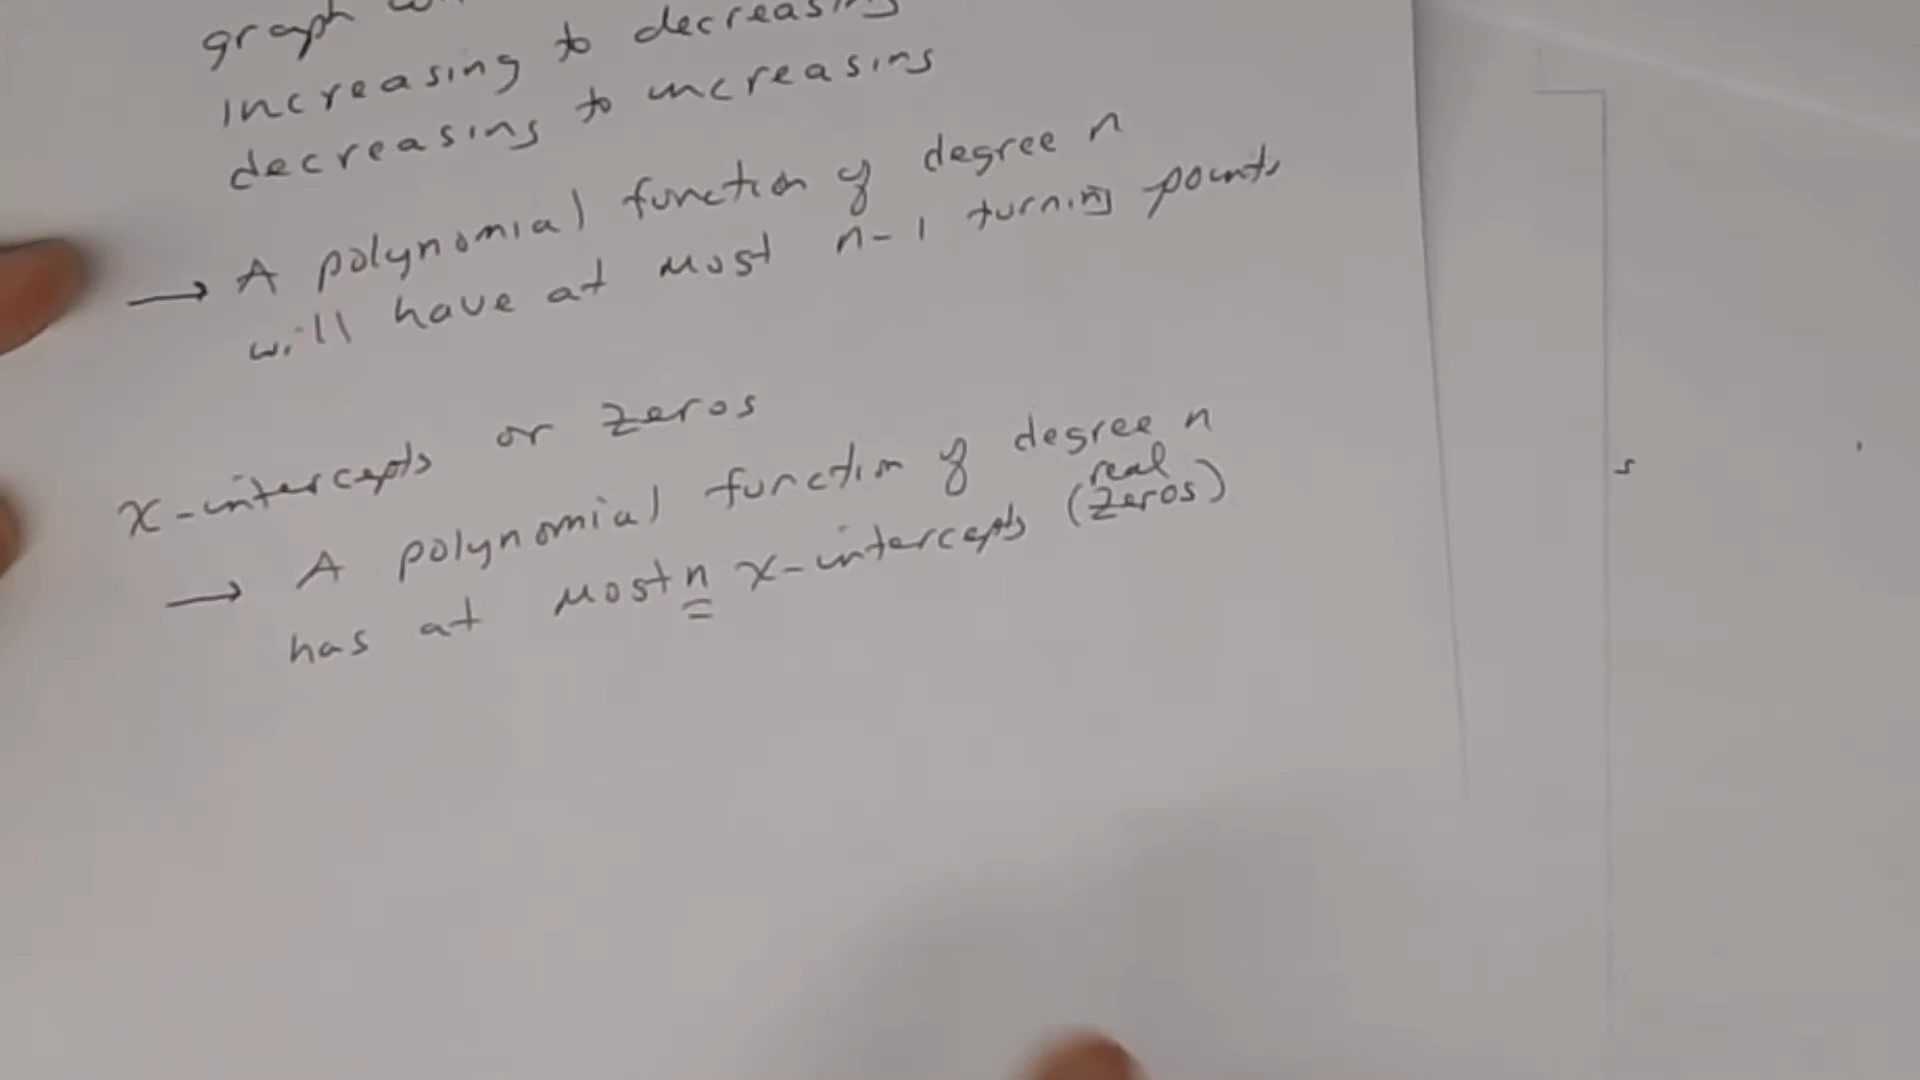 graph
increasing to decreasing
decreasing to increasing
→ A polynomial function of degree n
will have at most n-1 turning points
x-intercepts or zeros
→ A polynomial function of degree n
real
has at most n x-intercepts (zeros)
s